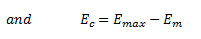 and E_c = E_max − E_m